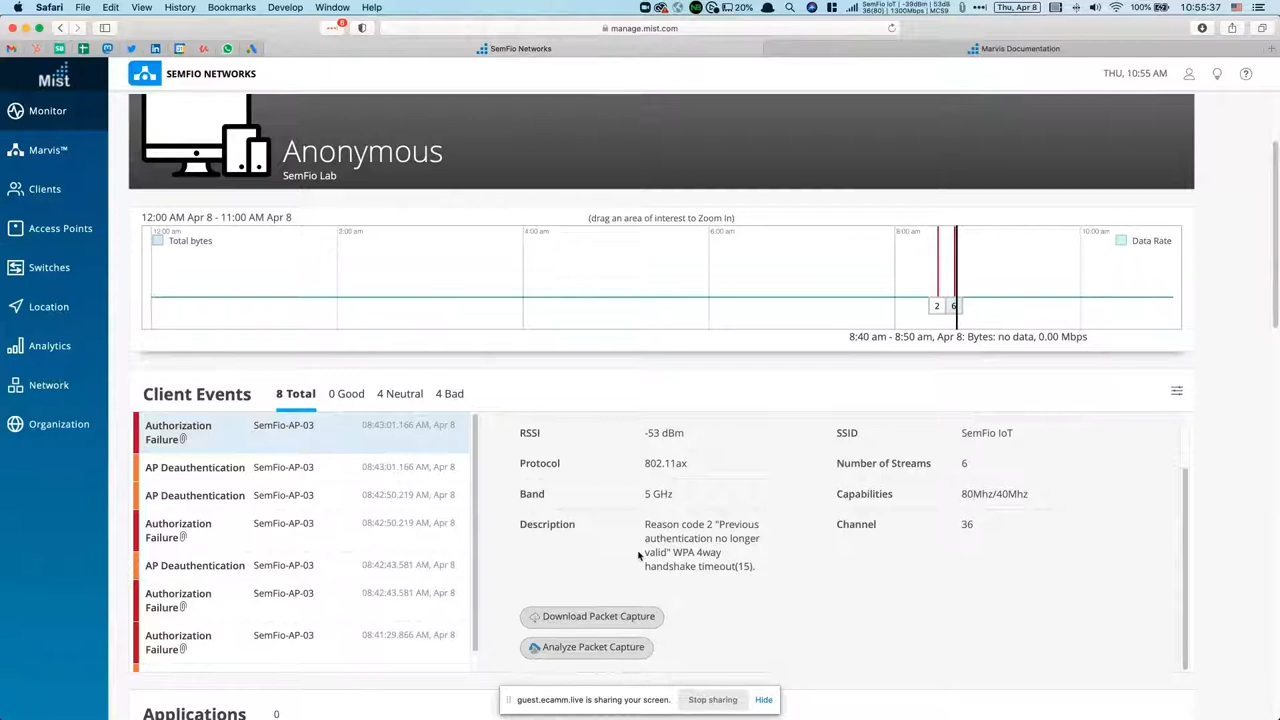 Safari File Edit View History Bookmarks Develop Window Help
20%
SemFio IoT | -39dBm |
36(80) | 1300Mbps | MCS9
Thu, Apr 8
100%
10:55:37
6
manage.mist.com
SemFio Networks
Marvis Documentation
Mist
SEMFIO NETWORKS
THU, 10:55 AM
Monitor
Marvis™
Clients
Access Points
Switches
Location
Analytics
Network
Organization
Anonymous
SemFio Lab
12:00 AM Apr 8 - 11:00 AM Apr 8
(drag an area of interest to Zoom In)
12:00 am 2:00 am 4:00 am 6:00 am 8:00 am 10:00 am
Total bytes
Data Rate
2 6
8:40 am - 8:50 am, Apr 8: Bytes: no data, 0.00 Mbps
Client Events 8 Total 0 Good 4 Neutral 4 Bad
Authorization Failure SemFio-AP-03 08:43:01.166 AM, Apr 8
AP Deauthentication SemFio-AP-03 08:43:01.166 AM, Apr 8
AP Deauthentication SemFio-AP-03 08:42:50.219 AM, Apr 8
Authorization Failure SemFio-AP-03 08:42:50.219 AM, Apr 8
AP Deauthentication SemFio-AP-03 08:42:43.581 AM, Apr 8
Authorization Failure SemFio-AP-03 08:42:43.581 AM, Apr 8
Authorization Failure SemFio-AP-03 08:41:29.866 AM, Apr 8
RSSI -53 dBm SSID SemFio IoT
Protocol 802.11ax Number of Streams 6
Band 5 GHz Capabilities 80Mhz/40Mhz
Description Reason code 2 "Previous Channel 36
authentication no longer
valid" WPA 4way
handshake timeout(15).
Download Packet Capture
Analyze Packet Capture
guest.ecamm.live is sharing your screen. Stop sharing Hide
Applications 0